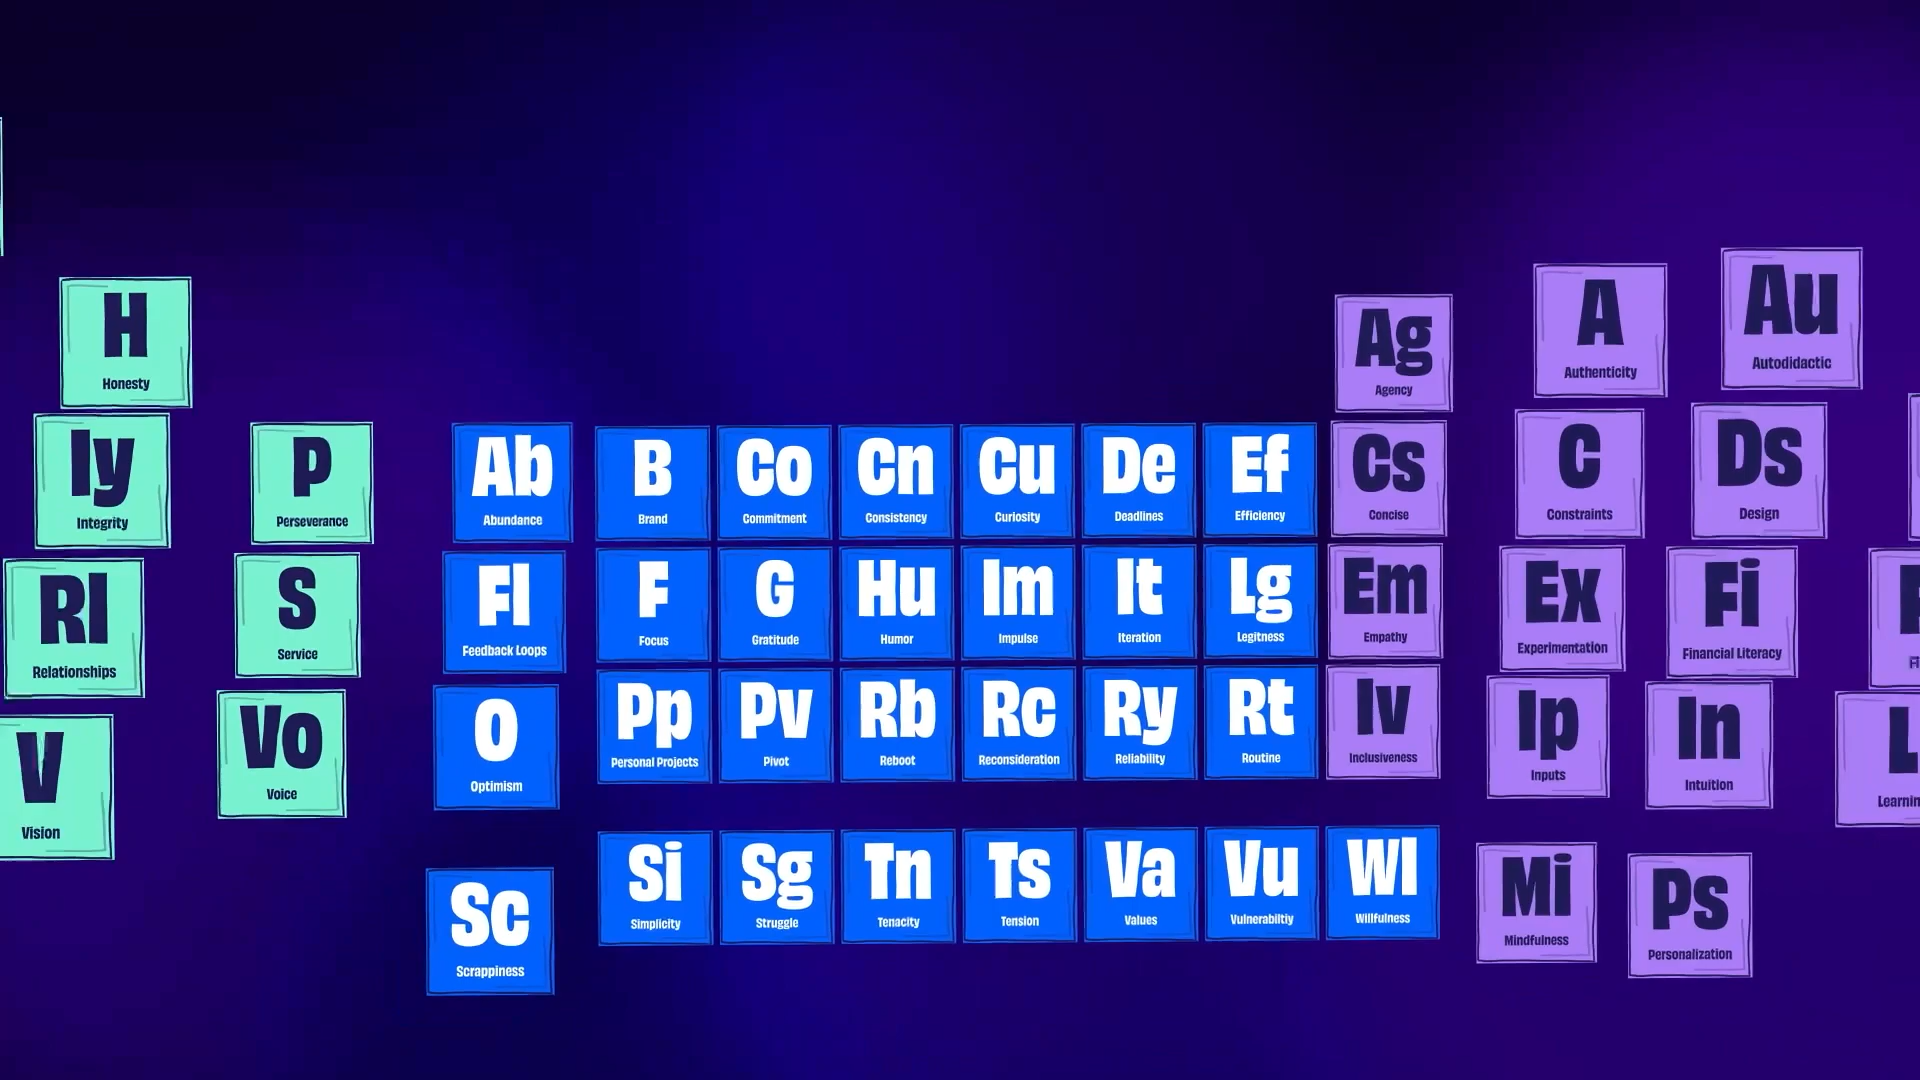 H
Honesty
Iy
Integrity
Rl
Relationships
V
Vision
P
Perseverance
S
Service
Vo
Voice
Ab
Abundance
Fl
Feedback Loops
O
Optimism
Sc
Scrappiness
B
Brand
Co
Commitment
Cn
Consistency
Cu
Curiosity
De
Deadlines
Ef
Efficiency
F
Focus
G
Gratitude
Hu
Humor
Im
Impulse
It
Iteration
Lg
Legitness
Pp
Personal Projects
Pv
Pivot
Rb
Reboot
Rc
Reconsideration
Ry
Reliability
Rt
Routine
Si
Simplicity
Sg
Struggle
Tn
Tenacity
Ts
Tension
Va
Values
Vu
Vulnerabiltiy
Wl
Willfulness
Ag
Agency
Cs
Concise
Em
Empathy
Iv
Inclusiveness
A
Authenticity
C
Constraints
Ex
Experimentation
Ip
Inputs
Mi
Mindfulness
Au
Autodidactic
Ds
Design
Fi
Financial Literacy
In
Intuition
Ps
Personalization